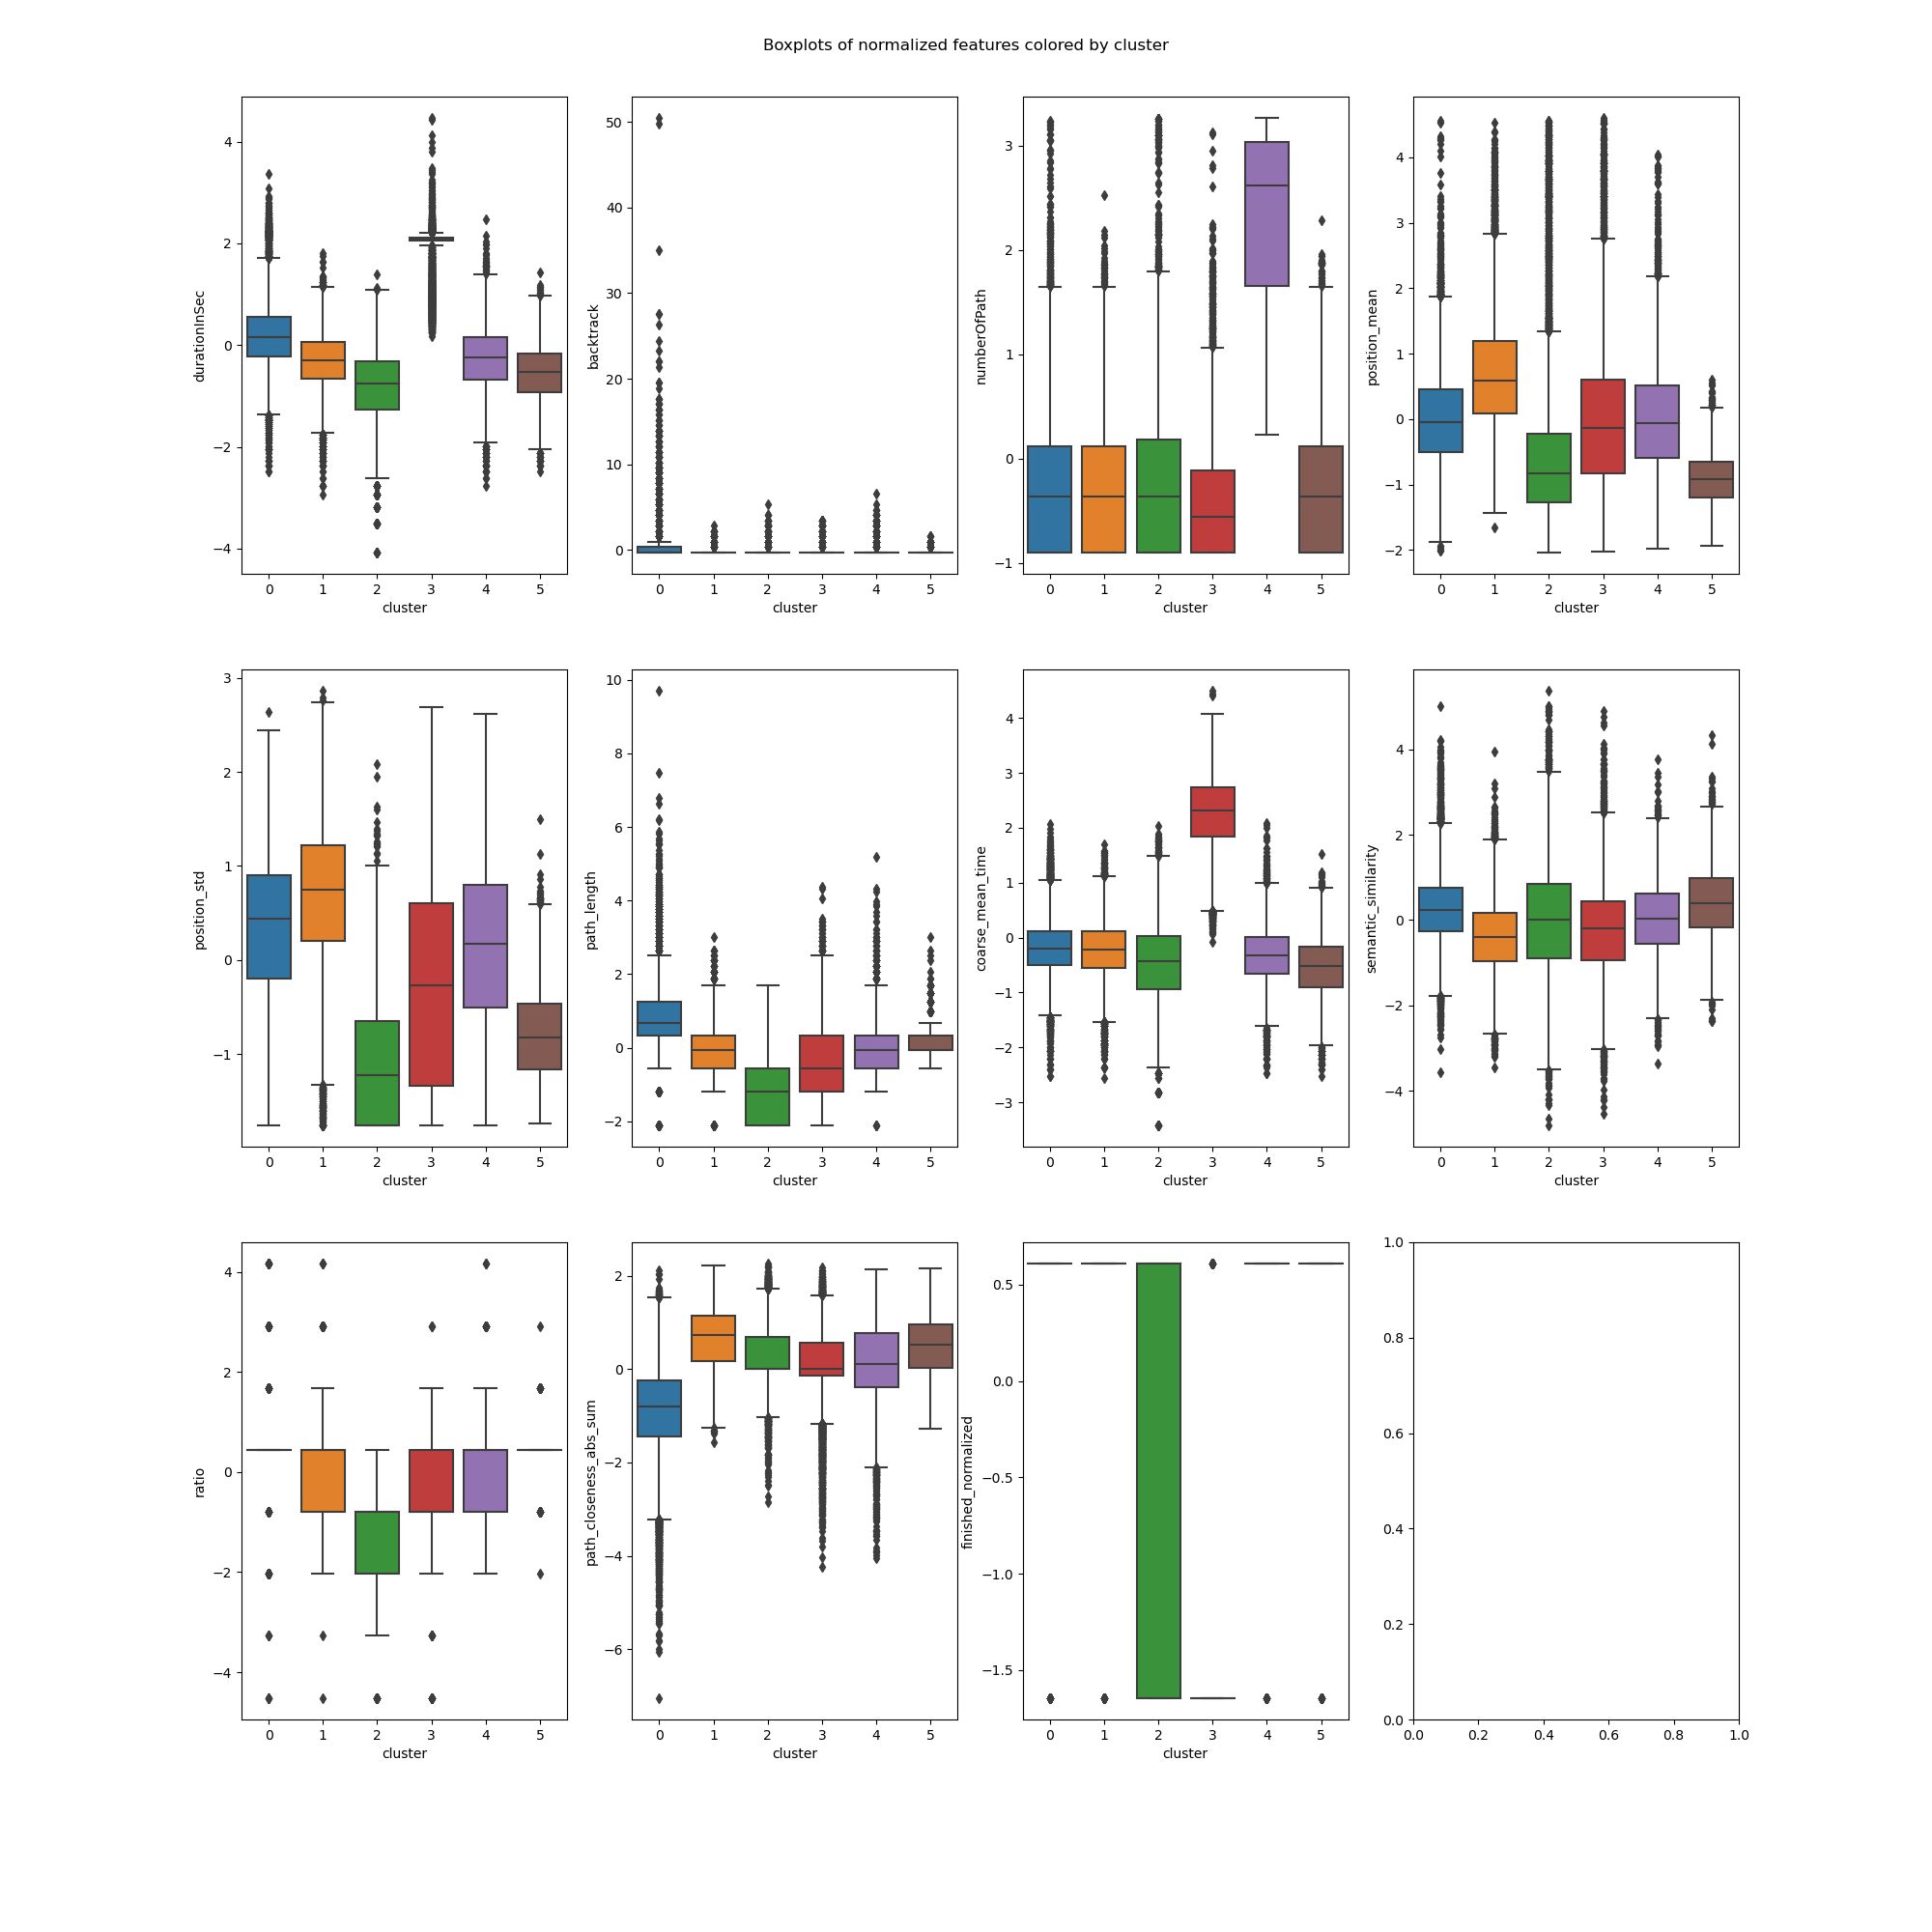 Boxplots of normalized features colored by cluster
4
2
0
−2
−4
durationInSec
0 1 2 3 4 5
cluster
50
40
30
20
10
0
backtrack
0 1 2 3 4 5
cluster
3
2
1
0
−1
numberOfPath
0 1 2 3 4 5
cluster
4
3
2
1
0
−1
−2
position_mean
0 1 2 3 4 5
cluster
3
2
1
0
−1
position_std
0 1 2 3 4 5
cluster
10
8
6
4
2
0
−2
path_length
0 1 2 3 4 5
cluster
4
3
2
1
0
−1
−2
−3
coarse_mean_time
0 1 2 3 4 5
cluster
4
2
0
−2
−4
semantic_similarity
0 1 2 3 4 5
cluster
4
2
0
−2
−4
ratio
0 1 2 3 4 5
cluster
2
0
−2
−4
−6
path_closeness_abs_sum
0 1 2 3 4 5
cluster
0.5
0.0
−0.5
−1.0
−1.5
finished_normalized
0 1 2 3 4 5
cluster
1.0
0.8
0.6
0.4
0.2
0.0
0.0 0.2 0.4 0.6 0.8 1.0